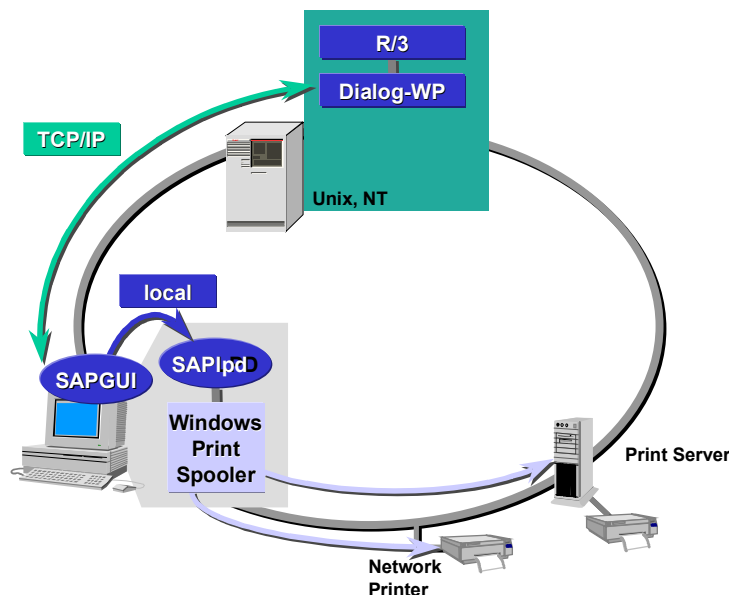 R/3
Dialog-WP
TCP/IP
Unix, NT
local
SAPlpd
SAPGUI
Windows
Print
Spooler
Print Server
Network
Printer